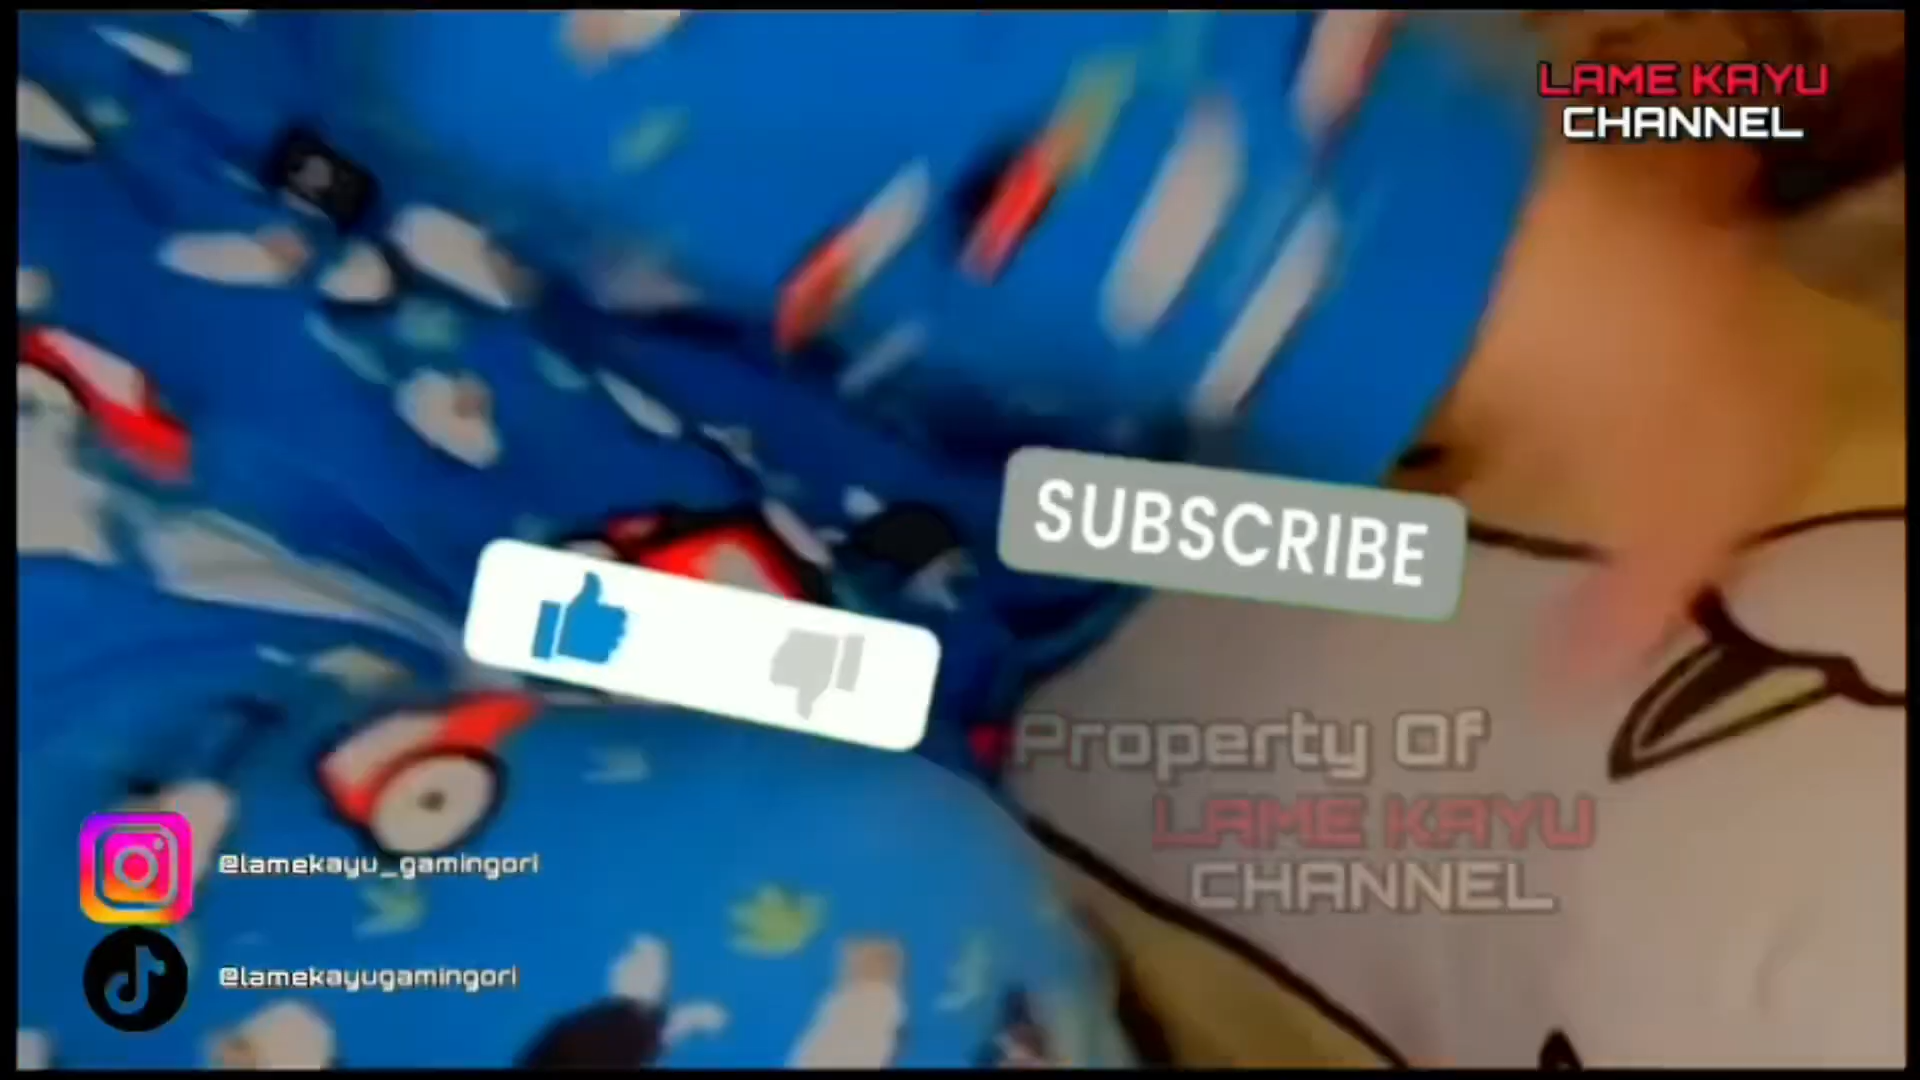 LAME KAYU
CHANNEL
SUBSCRIBE
Property Of
LAME KAYU
CHANNEL
@lamekayu_gamingori
@lamekayugamingori